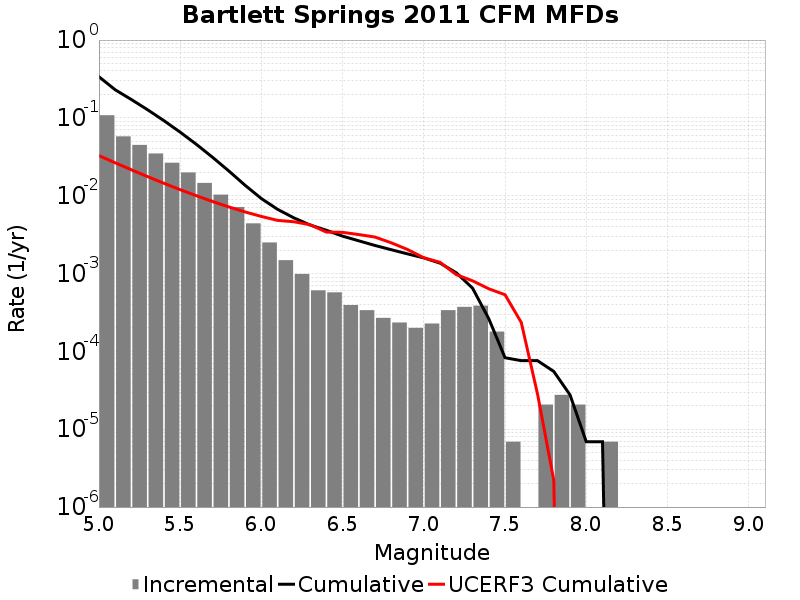 Bartlett Springs 2011 CFM MFDs
10^0
10^-1
10^-2
10^-3
10^-4
10^-5
10^-6
Rate (1/yr)
5.0 5.5 6.0 6.5 7.0 7.5 8.0 8.5 9.0
Magnitude
Incremental Cumulative UCERF3 Cumulative